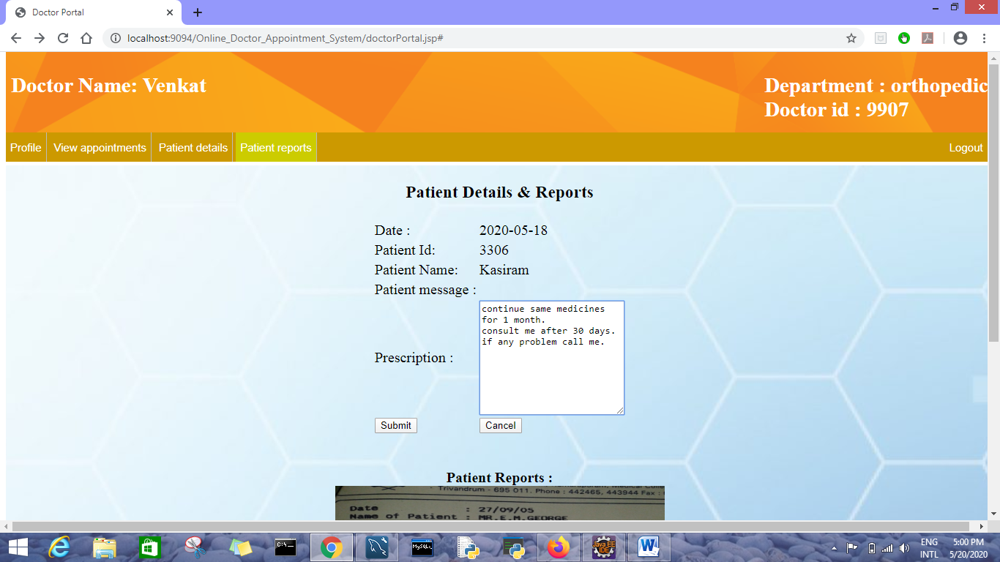 Doctor Portal
localhost:9094/Online_Doctor_Appointment_System/doctorPortal.jsp#
Doctor Name: Venkat
Department : orthopedic
Doctor id : 9907
Profile View appointments Patient details Patient reports Logout
Patient Details & Reports
Date : 2020-05-18
Patient Id: 3306
Patient Name: Kasiram
Patient message :
Prescription :
continue same medicines
for 1 month.
consult me after 30 days.
if any problem call me.
Submit Cancel
Patient Reports :
Trivandrum - 695 011. Phone : 442465, 443944 Fax :
Date : 27/09/05
Name of Patient : MR.E.M.GEORGE
C:\_
MySQL
Java EE
IDE
ENG
INTL
5:00 PM
5/20/2020